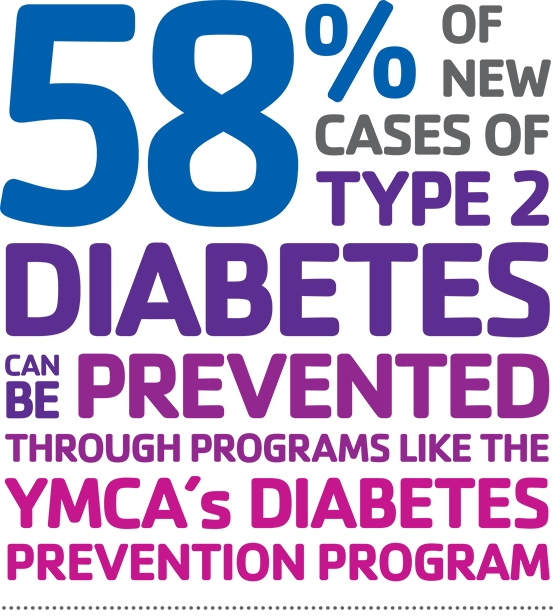 58% OF
NEW
CASES OF
TYPE 2
DIABETES
CAN
BE PREVENTED
THROUGH PROGRAMS LIKE THE
YMCA's DIABETES
PREVENTION PROGRAM